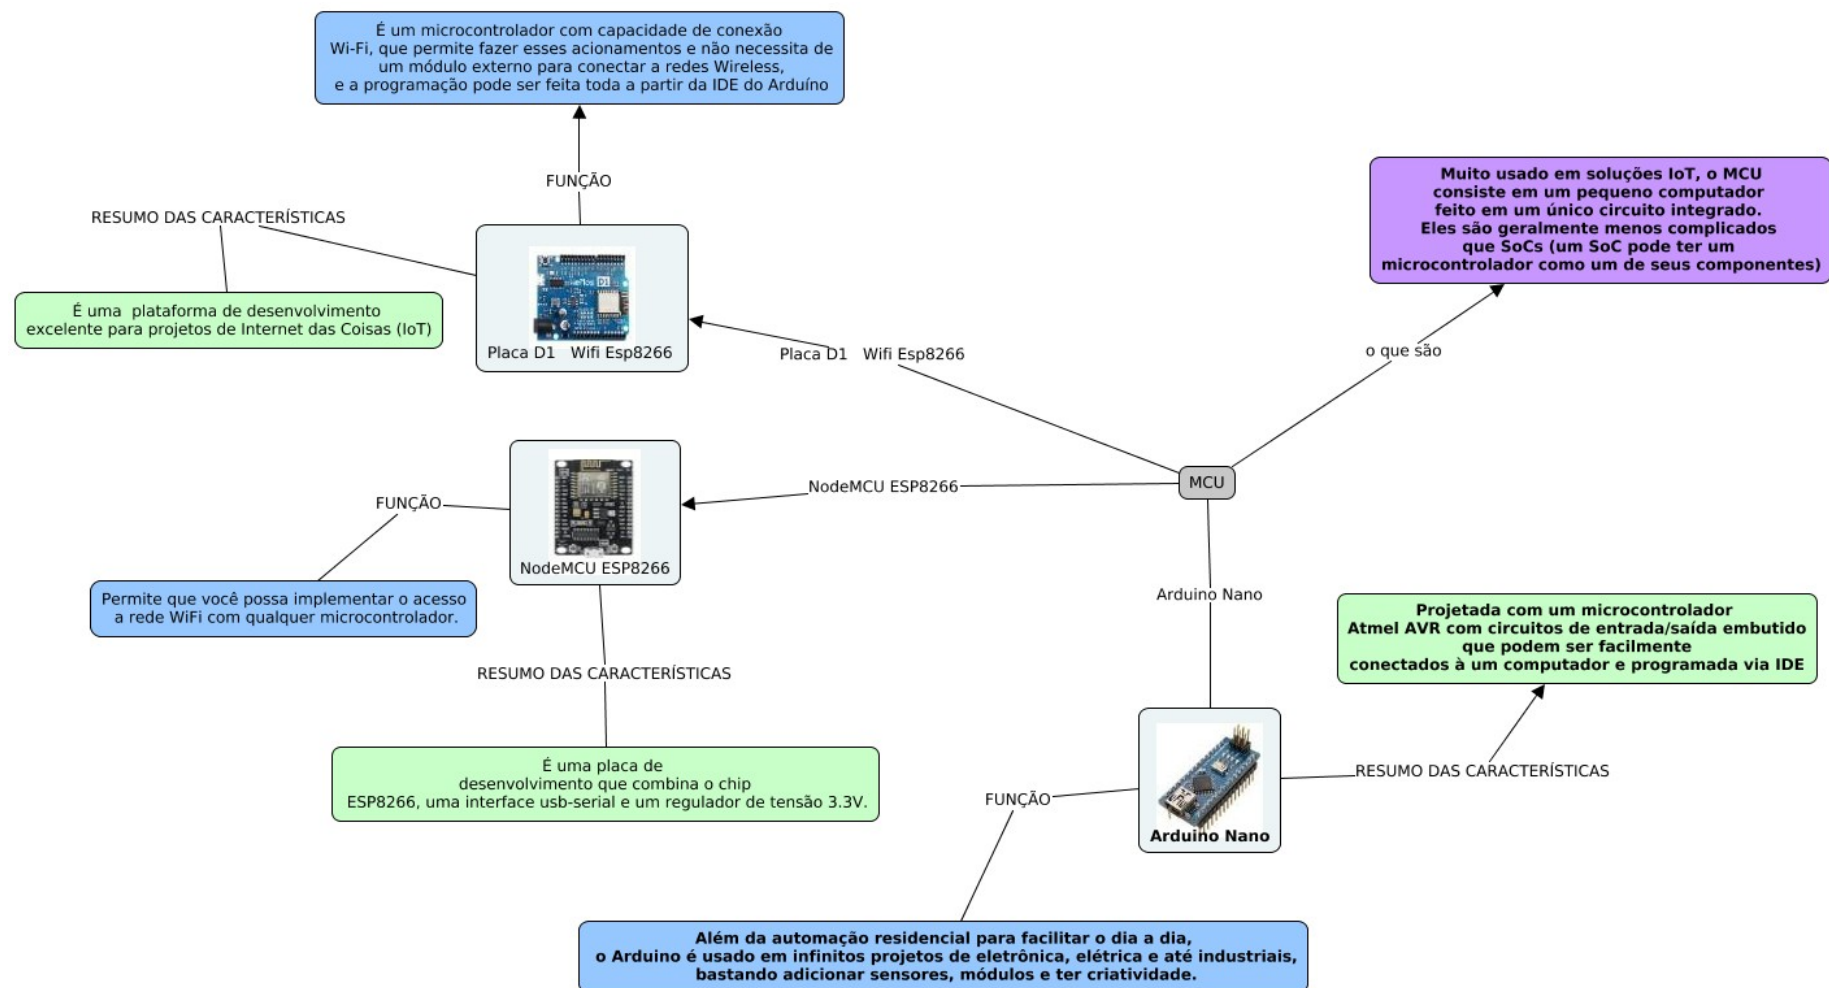 É um microcontrolador com capacidade de conexão
Wi-Fi, que permite fazer esses acionamentos e não necessita de
um módulo externo para conectar a redes Wireless,
e a programação pode ser feita toda a partir da IDE do Arduíno
FUNÇÃO
RESUMO DAS CARACTERÍSTICAS
É uma plataforma de desenvolvimento
excelente para projetos de Internet das Coisas (IoT)
D1
Placa D1 Wifi Esp8266
Placa D1 Wifi Esp8266
Muito usado em soluções IoT, o MCU
consiste em um pequeno computador
feito em um único circuito integrado.
Eles são geralmente menos complicados
que SoCs (um SoC pode ter um
microcontrolador como um de seus componentes)
o que são
MCU
NodeMCU ESP8266
NodeMCU ESP8266
FUNÇÃO
Permite que você possa implementar o acesso
a rede WiFi com qualquer microcontrolador.
RESUMO DAS CARACTERÍSTICAS
É uma placa de
desenvolvimento que combina o chip
ESP8266, uma interface usb-serial e um regulador de tensão 3.3V.
Arduino Nano
Projetada com um microcontrolador
Atmel AVR com circuitos de entrada/saída embutido
que podem ser facilmente
conectados à um computador e programada via IDE
RESUMO DAS CARACTERÍSTICAS
Arduino Nano
FUNÇÃO
Além da automação residencial para facilitar o dia a dia,
o Arduino é usado em infinitos projetos de eletrônica, elétrica e até industriais,
bastando adicionar sensores, módulos e ter criatividade.